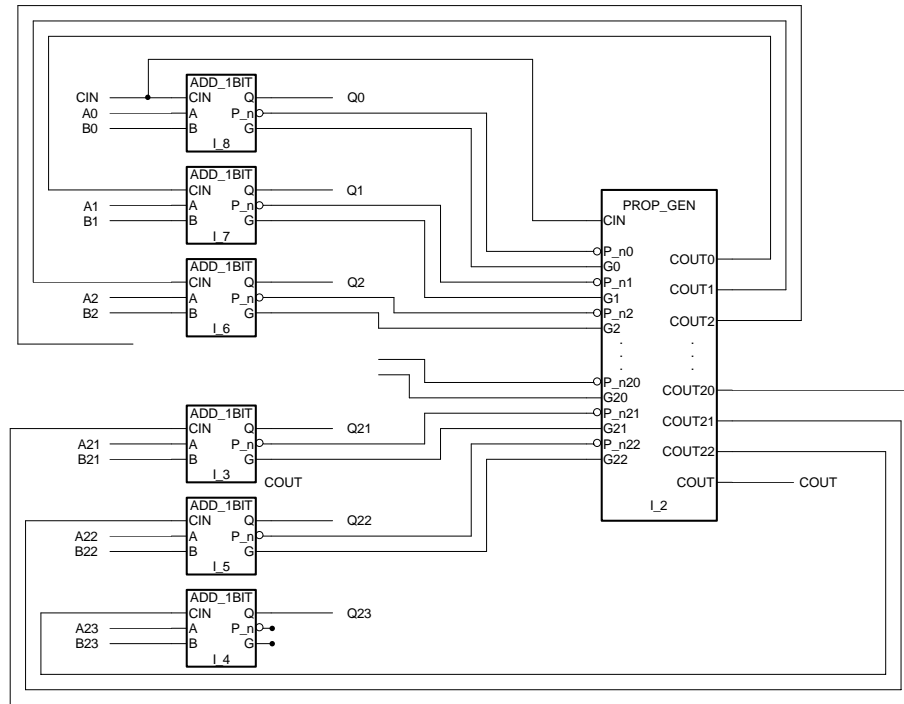 ADD_1BIT
CIN CIN Q Q0
A0 A P_n
B0 B G
I_8
ADD_1BIT
CIN Q Q1
A1 A P_n
B1 B G
I_7
ADD_1BIT
CIN Q Q2
A2 A P_n
B2 B G
I_6
ADD_1BIT
CIN Q Q21
A21 A P_n
B21 B G
I_3
COUT
ADD_1BIT
CIN Q Q22
A22 A P_n
B22 B G
I_5
ADD_1BIT
CIN Q Q23
A23 A P_n
B23 B G
I_4
PROP_GEN
CIN
P_n0
G0 COUT0
P_n1
G1 COUT1
P_n2
G2 COUT2
. .
. .
. .
P_n20
G20 COUT20
P_n21
G21 COUT21
P_n22
G22 COUT22
COUT COUT
I_2